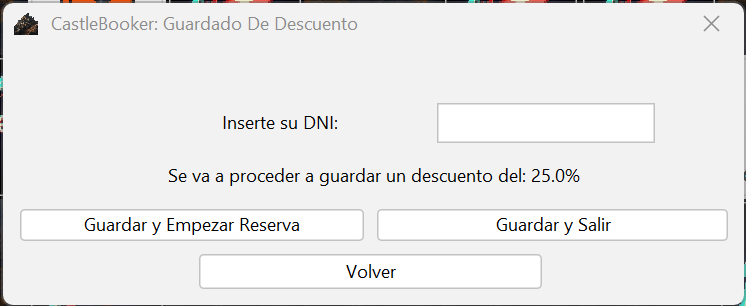 CastleBooker: Guardado De Descuento
Inserte su DNI:
Se va a proceder a guardar un descuento del: 25.0%
Guardar y Empezar Reserva
Guardar y Salir
Volver